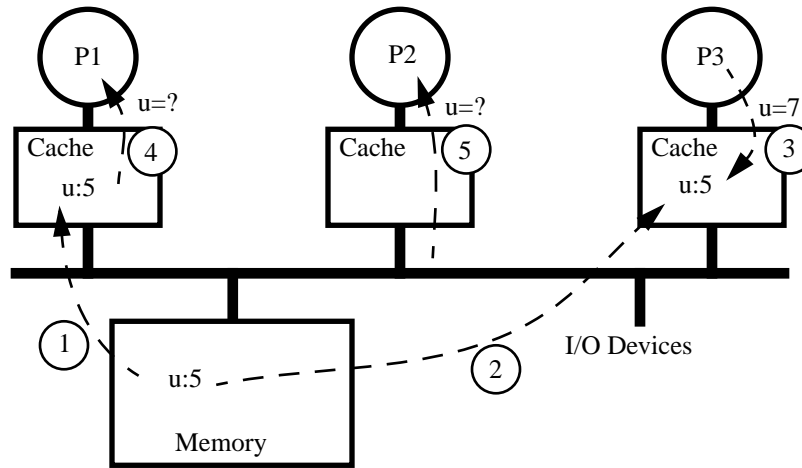 P1
P2
P3
u=?
u=?
u=7
Cache
4
Cache
5
Cache
3
u:5
u:5
1
2
I/O Devices
u:5
Memory